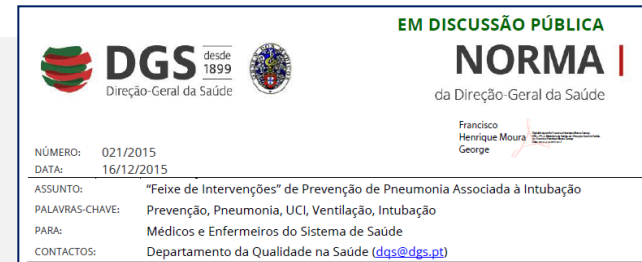 EM DISCUSSÃO PÚBLICA
DGS desde 1899
Direção-Geral da Saúde
NORMA
da Direção-Geral da Saúde
Francisco
Henrique Moura
George
NÚMERO: 021/2015
DATA: 16/12/2015
ASSUNTO: “Feixe de Intervenções” de Prevenção de Pneumonia Associada à Intubação
PALAVRAS-CHAVE: Prevenção, Pneumonia, UCI, Ventilação, Intubação
PARA: Médicos e Enfermeiros do Sistema de Saúde
CONTACTOS: Departamento da Qualidade na Saúde (dqs@dgs.pt)